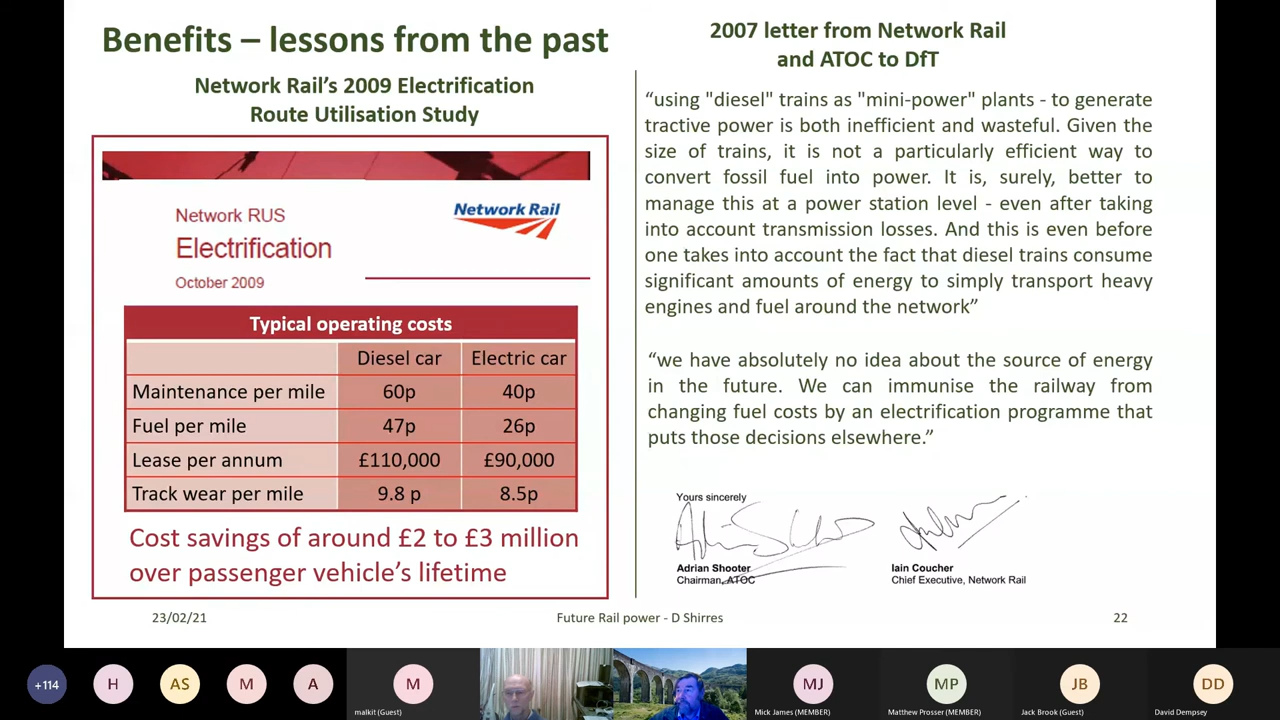 Benefits – lessons from the past
Network Rail's 2009 Electrification
Route Utilisation Study
Network RUS
Electrification
October 2009
Network Rail
Typical operating costs
Diesel car Electric car
Maintenance per mile 60p 40p
Fuel per mile 47p 26p
Lease per annum £110,000 £90,000
Track wear per mile 9.8 p 8.5p
Cost savings of around £2 to £3 million
over passenger vehicle's lifetime
2007 letter from Network Rail
and ATOC to DfT
“using "diesel" trains as "mini-power" plants - to generate
tractive power is both inefficient and wasteful. Given the
size of trains, it is not a particularly efficient way to
convert fossil fuel into power. It is, surely, better to
manage this at a power station level - even after taking
into account transmission losses. And this is even before
one takes into account the fact that diesel trains consume
significant amounts of energy to simply transport heavy
engines and fuel around the network”
“we have absolutely no idea about the source of energy
in the future. We can immunise the railway from
changing fuel costs by an electrification programme that
puts those decisions elsewhere.”
Yours sincerely
Adrian Shooter
Chairman, ATOC
Iain Coucher
Chief Executive, Network Rail
23/02/21
Future Rail power - D Shirres
22
+114
H
AS
M
A
M
malkit (Guest)
MJ
Mick James (MEMBER)
MP
Matthew Prosser (MEMBER)
JB
Jack Brook (Guest)
DD
David Dempsey